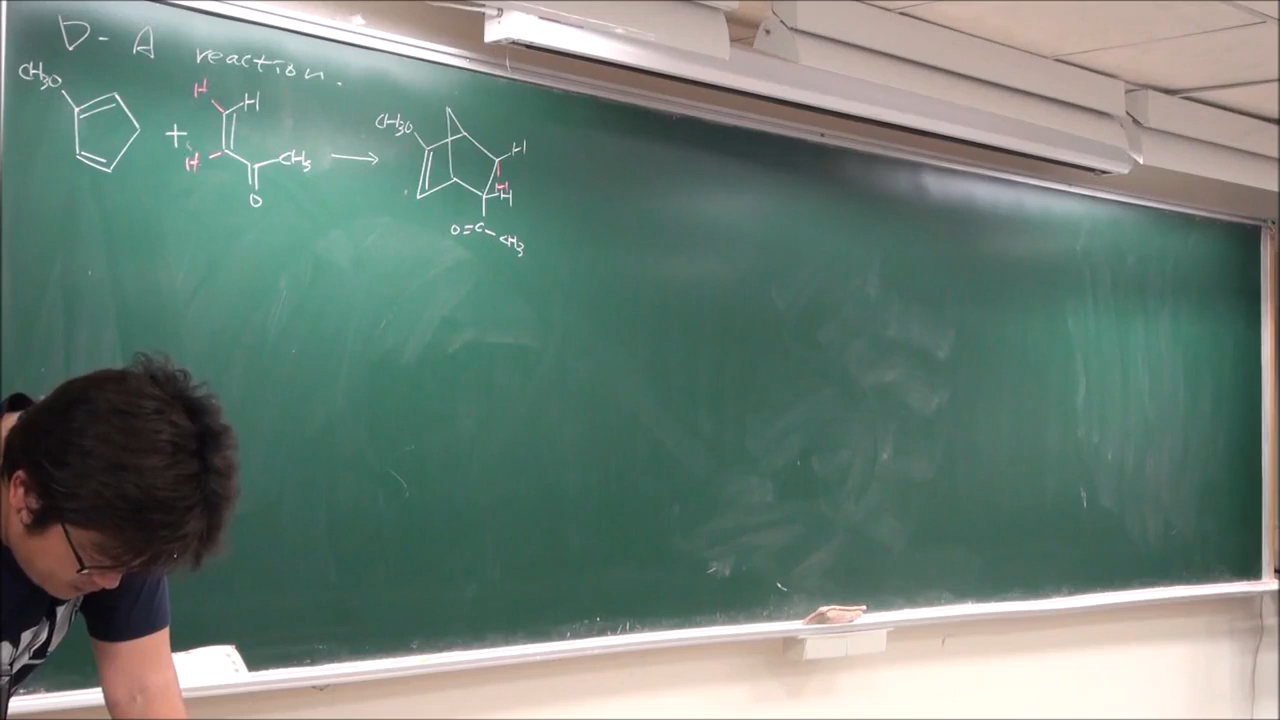 D-A reaction.
CH3O
+
H H
H
CH3
O
CH3O
H
H
H
O=C-CH3